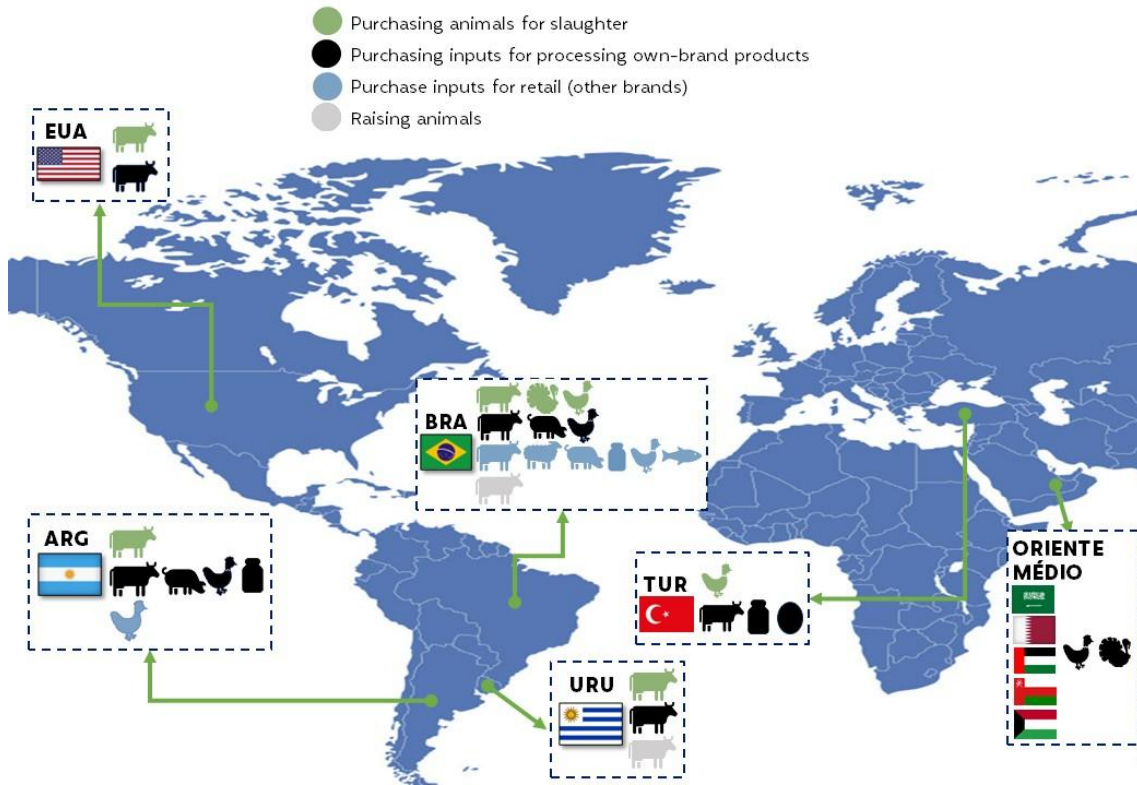 Purchasing animals for slaughter
Purchasing inputs for processing own-brand products
Purchase inputs for retail (other brands)
Raising animals
EUA
BRA
ARG
TUR
ORIENTE
MÉDIO
URU